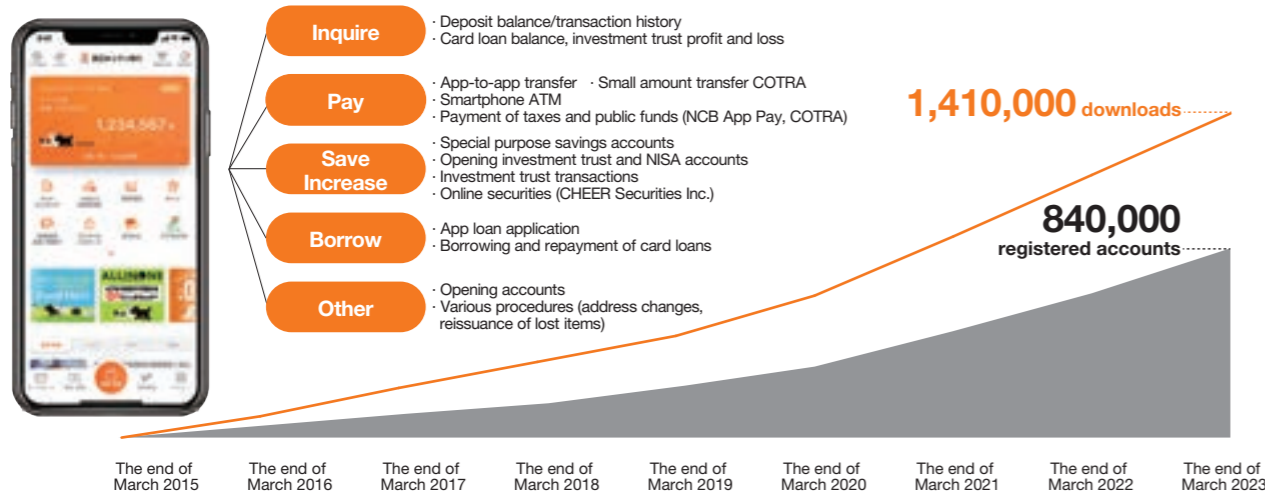 Inquire
· Deposit balance/transaction history
· Card loan balance, investment trust profit and loss
Pay
· App-to-app transfer · Small amount transfer COTRA
· Smartphone ATM
· Payment of taxes and public funds (NCB App Pay, COTRA)
Save
Increase
· Special purpose savings accounts
· Opening investment trust and NISA accounts
· Investment trust transactions
· Online securities (CHEER Securities Inc.)
Borrow
· App loan application
· Borrowing and repayment of card loans
Other
· Opening accounts
· Various procedures (address changes,
reissuance of lost items)
1,234,567
ALLINONE
1,410,000 downloads
840,000
registered accounts
The end of
March 2015
The end of
March 2016
The end of
March 2017
The end of
March 2018
The end of
March 2019
The end of
March 2020
The end of
March 2021
The end of
March 2022
The end of
March 2023